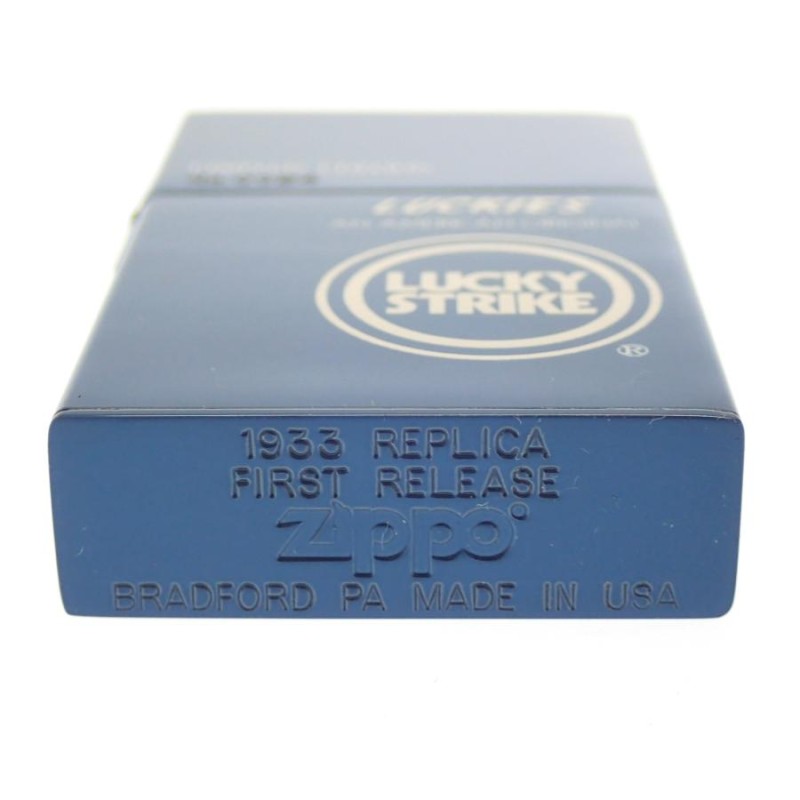 LUCKIES
LUCKY
STRIKE
®
1933 REPLICA
FIRST RELEASE
zippo
BRADFORD PA MADE IN USA